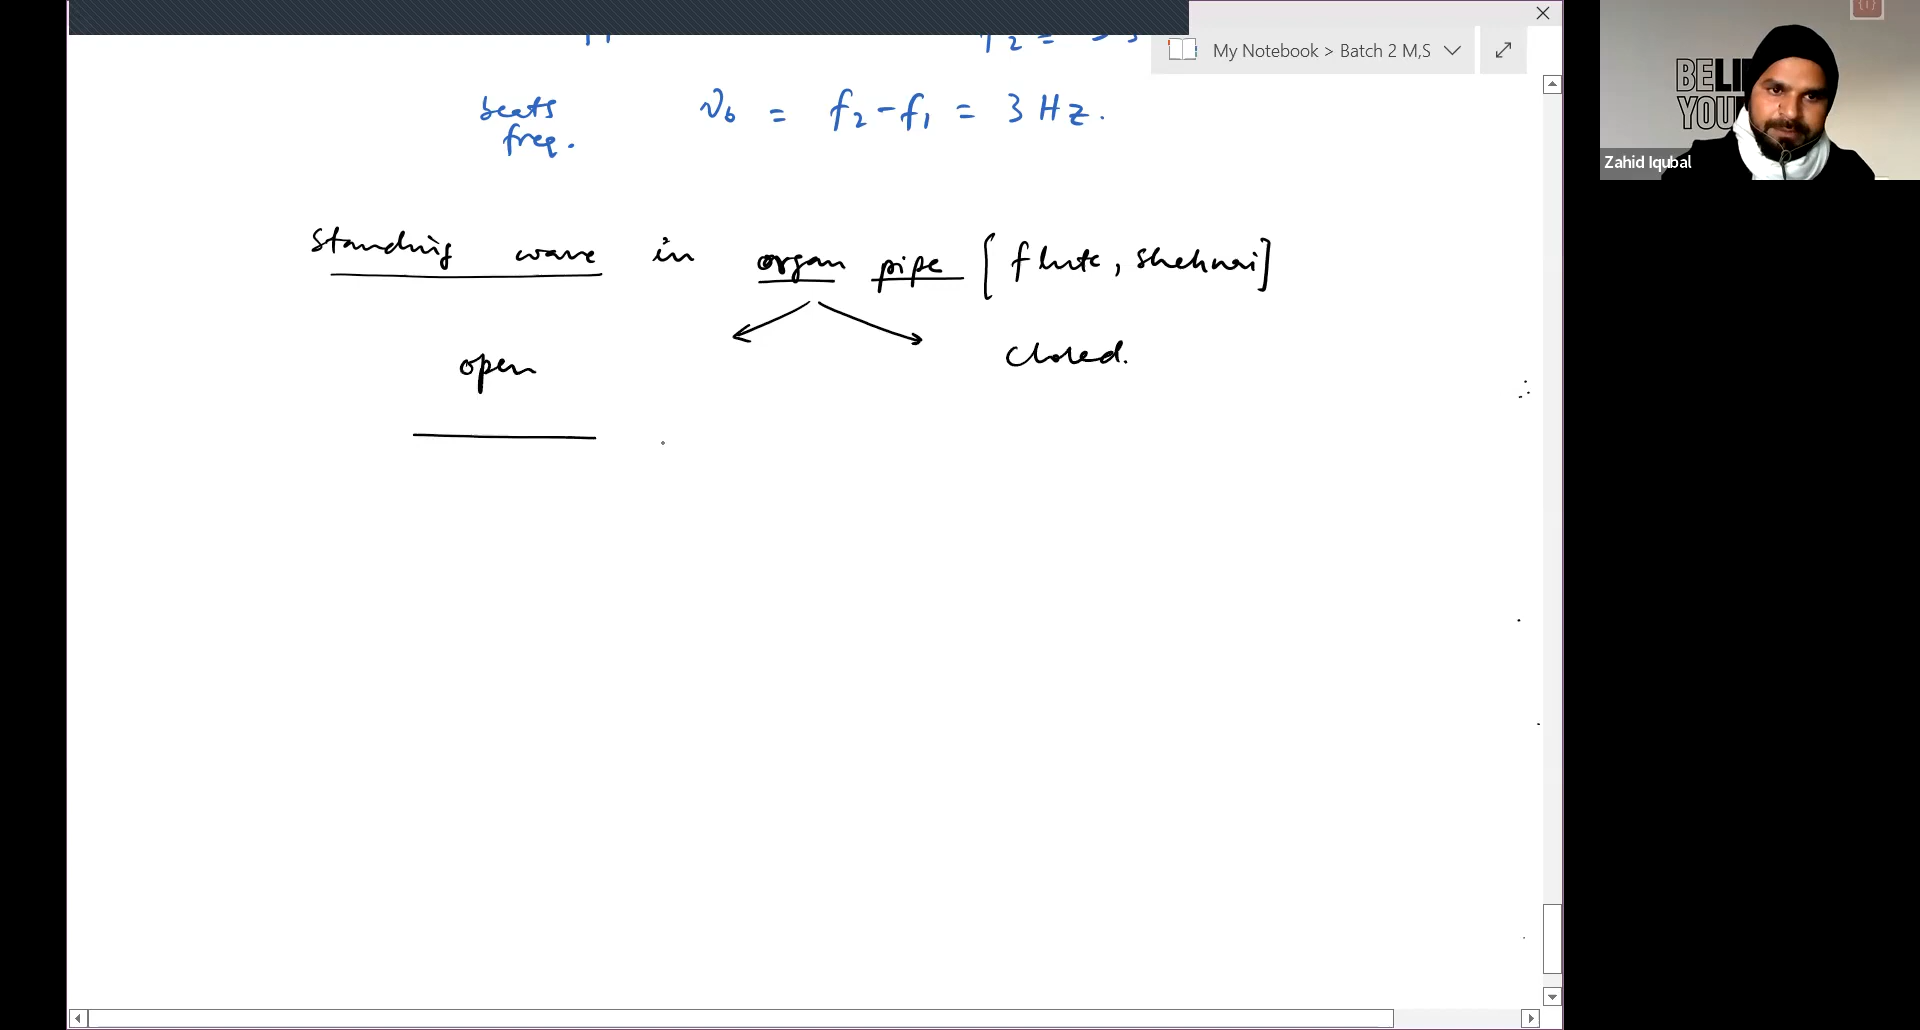 My Notebook > Batch 2 M,S
beats ν_b = f₂ - f₁ = 3 Hz.
freq.
standing wave in organ pipe [flute, shehnai]
open closed.
BELI
YOU
Zahid Iqubal